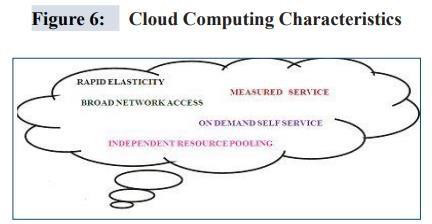 Figure 6: Cloud Computing Characteristics
RAPID ELASTICITY
MEASURED SERVICE
BROAD NETWORK ACCESS
ON DEMAND SELF SERVICE
INDEPENDENT RESOURCE POOLING